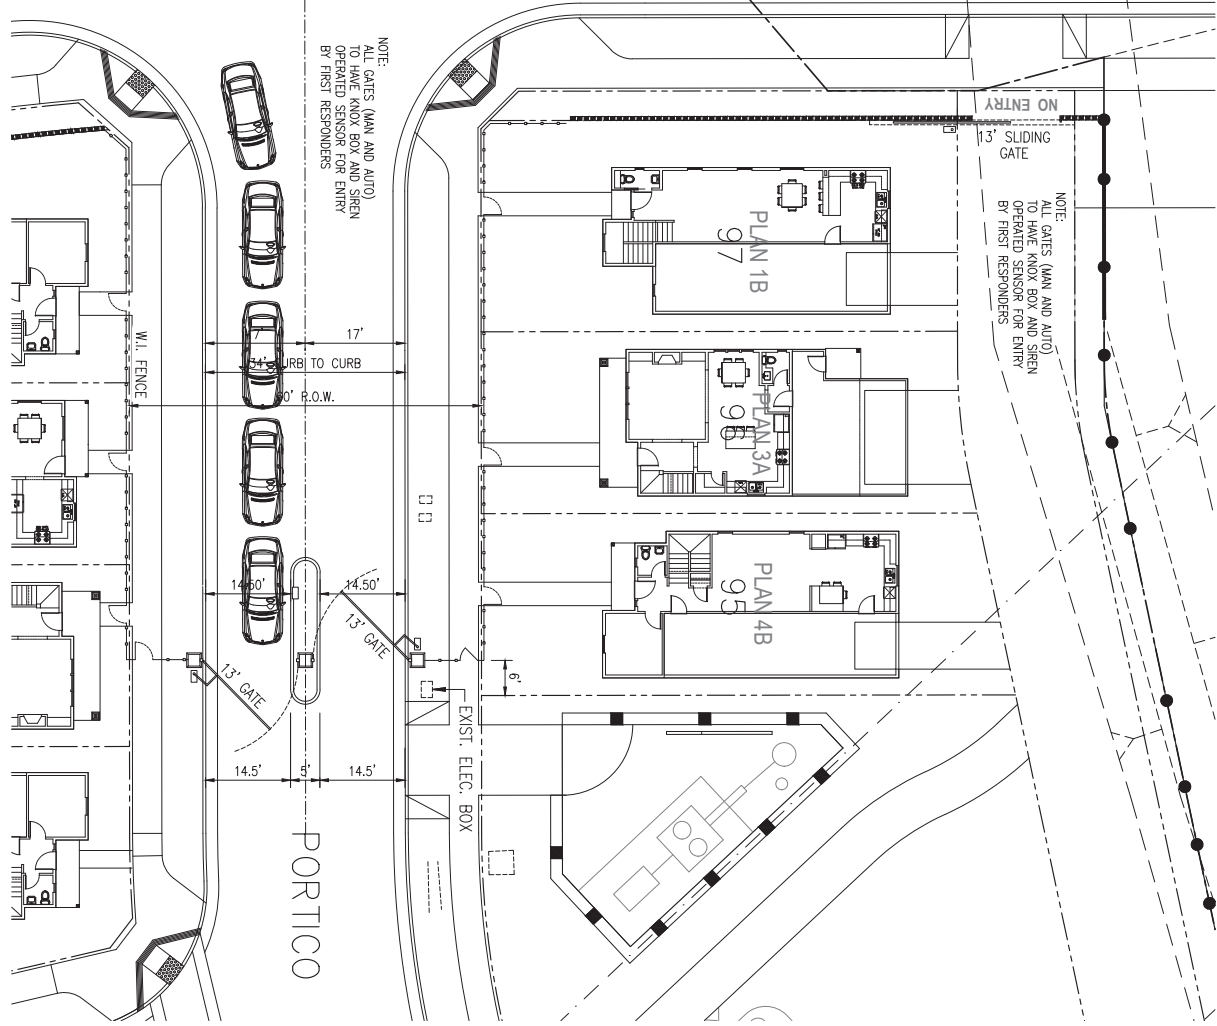 NOTE:
ALL GATES (MAN AND AUTO)
TO HAVE KNOX BOX AND SIREN
OPERATED SENSOR FOR ENTRY
BY FIRST RESPONDERS
NO ENTRY
13' SLIDING
GATE
NOTE:
ALL GATES (MAN AND AUTO)
TO HAVE KNOX BOX AND SIREN
OPERATED SENSOR FOR ENTRY
BY FIRST RESPONDERS
PLAN 1B
97
17'
CURB TO CURB
R.O.W.
W.I. FENCE
PLAN 3A
96
14.50'
14.50'
13' GATE
13' GATE
PLAN 4B
95
6'
EXIST. ELEC. BOX
14.5'
5'
14.5'
PORTICO